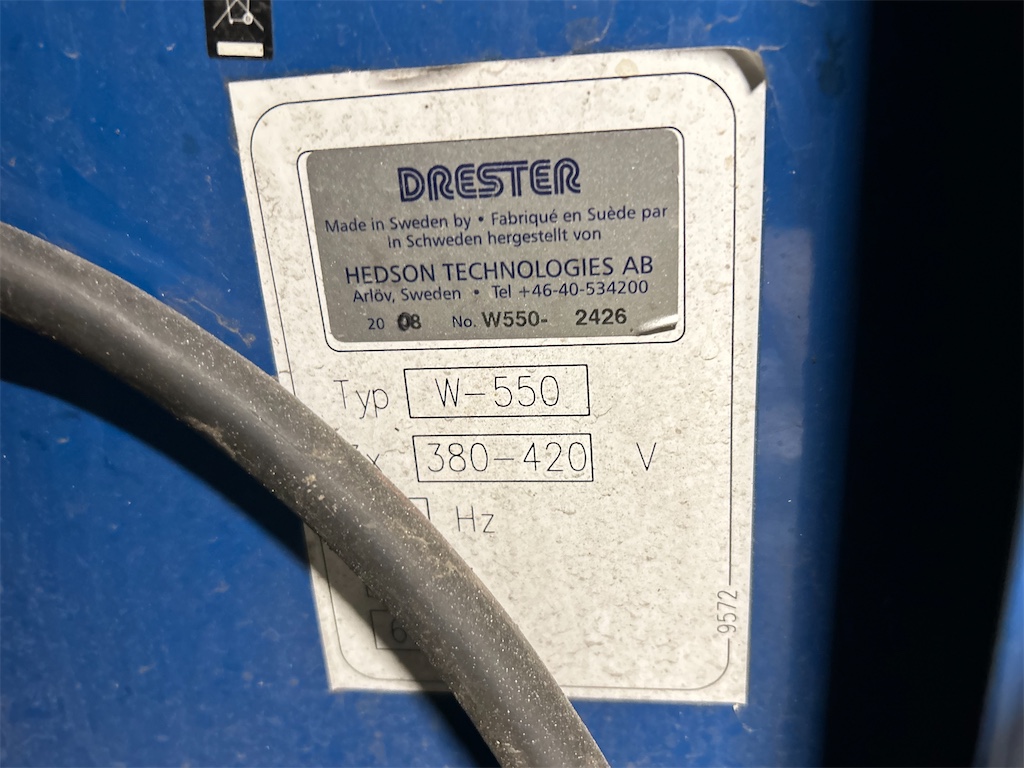 DRESTER
Made in Sweden by • Fabriqué en Suède par
in Schweden hergestellt von
HEDSON TECHNOLOGIES AB
Arlöv, Sweden • Tel +46-40-534200
20 08 No. W550- 2426
Typ W-550
380-420 V
Hz
6
9572